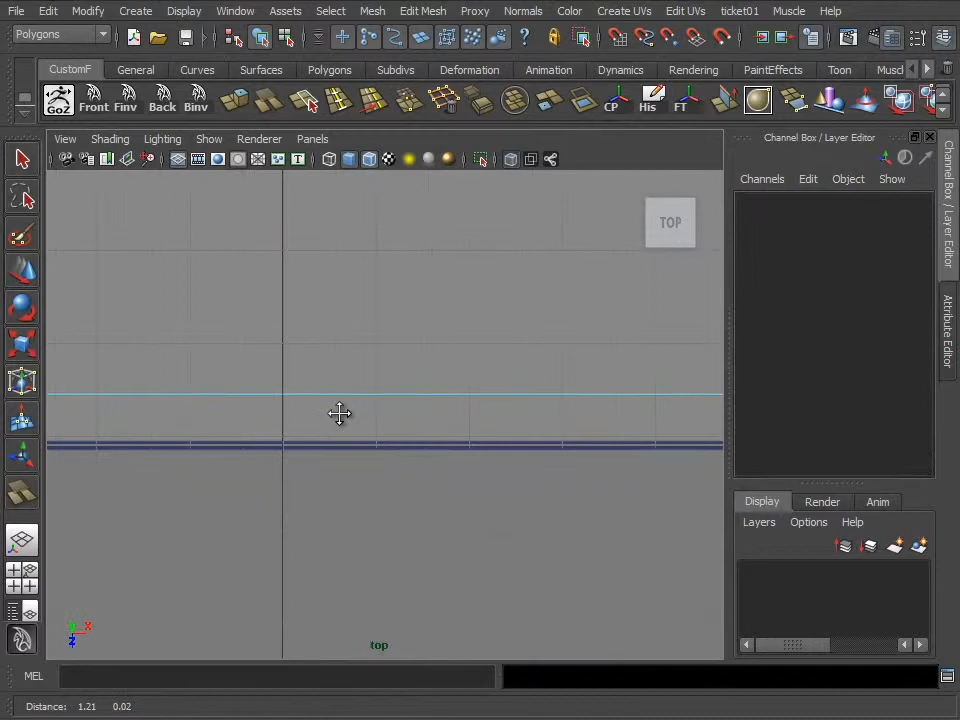 File Edit Modify Create Display Window Assets Select Mesh Edit Mesh Proxy Normals Color Create UVs Edit UVs ticket01 Muscle Help
Polygons
CustomF General Curves Surfaces Polygons Subdivs Deformation Animation Dynamics Rendering PaintEffects Toon Muscl
GoZ Front Finv Back Binv CP His FT
View Shading Lighting Show Renderer Panels
Channel Box / Layer Editor
Channels Edit Object Show
TOP
Channel Box / Layer Editor
Attribute Editor
Display Render Anim
Layers Options Help
X
Z
top
MEL
Distance: 1.21 0.02